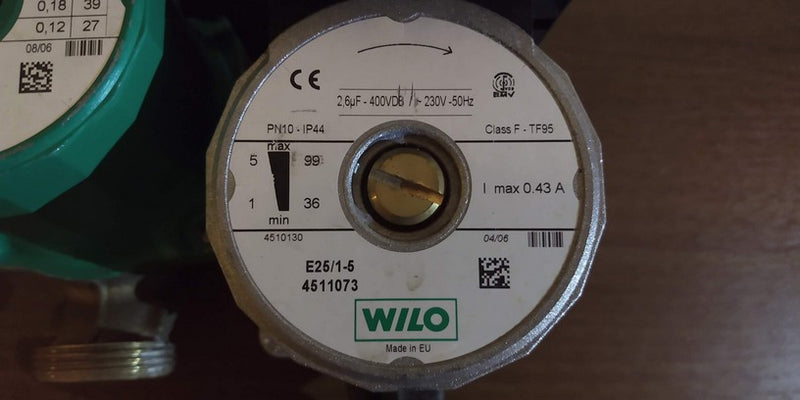 0,18 39
0,12 27
08/06
CE
2,6µF - 400VDB / ~ 230V -50Hz
PN10 - IP44
Class F - TF95
max
5 99
I max 0.43 A
1 36
min
4510130
04/06
E25/1-5
4511073
WILO
Made in EU